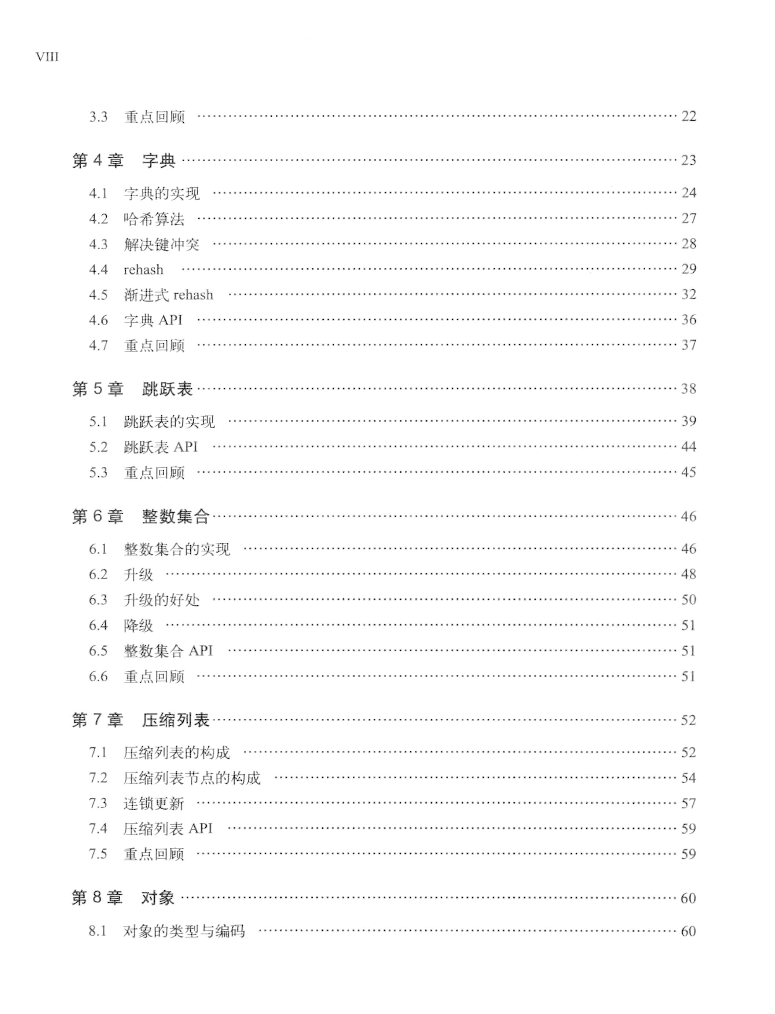 VIII
3.3 重点回顾 22
第 4 章 字典 23
4.1 字典的实现 24
4.2 哈希算法 27
4.3 解决键冲突 28
4.4 rehash 29
4.5 渐进式 rehash 32
4.6 字典 API 36
4.7 重点回顾 37
第 5 章 跳跃表 38
5.1 跳跃表的实现 39
5.2 跳跃表 API 44
5.3 重点回顾 45
第 6 章 整数集合 46
6.1 整数集合的实现 46
6.2 升级 48
6.3 升级的好处 50
6.4 降级 51
6.5 整数集合 API 51
6.6 重点回顾 51
第 7 章 压缩列表 52
7.1 压缩列表的构成 52
7.2 压缩列表节点的构成 54
7.3 连锁更新 57
7.4 压缩列表 API 59
7.5 重点回顾 59
第 8 章 对象 60
8.1 对象的类型与编码 60